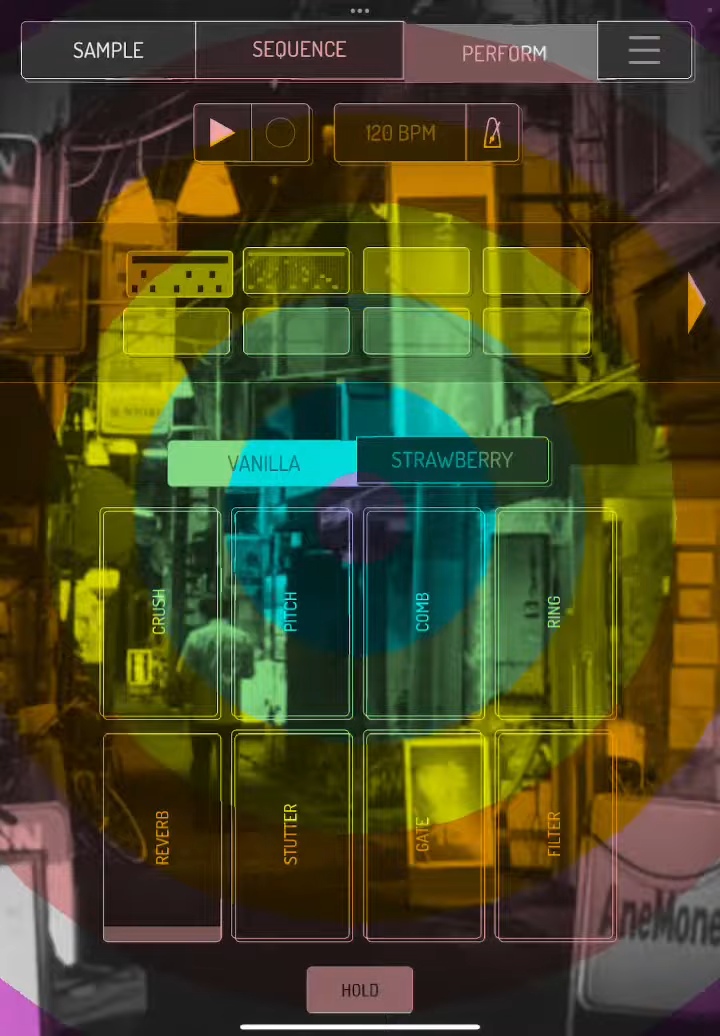 SAMPLE
SEQUENCE
PERFORM
120 BPM
VANILLA
STRAWBERRY
CRUSH
PITCH
COMB
RING
REVERB
STUTTER
GATE
FILTER
AneMone
HOLD